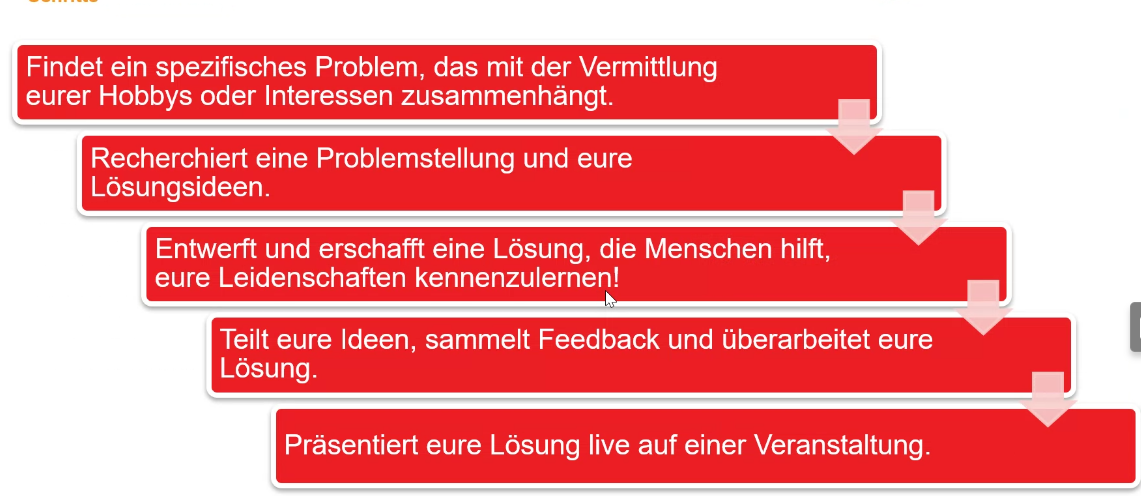 Findet ein spezifisches Problem, das mit der Vermittlung
eurer Hobbys oder Interessen zusammenhängt.
Recherchiert eine Problemstellung und eure
Lösungsideen.
Entwerft und erschafft eine Lösung, die Menschen hilft,
eure Leidenschaften kennenzulernen!
Teilt eure Ideen, sammelt Feedback und überarbeitet eure
Lösung.
Präsentiert eure Lösung live auf einer Veranstaltung.